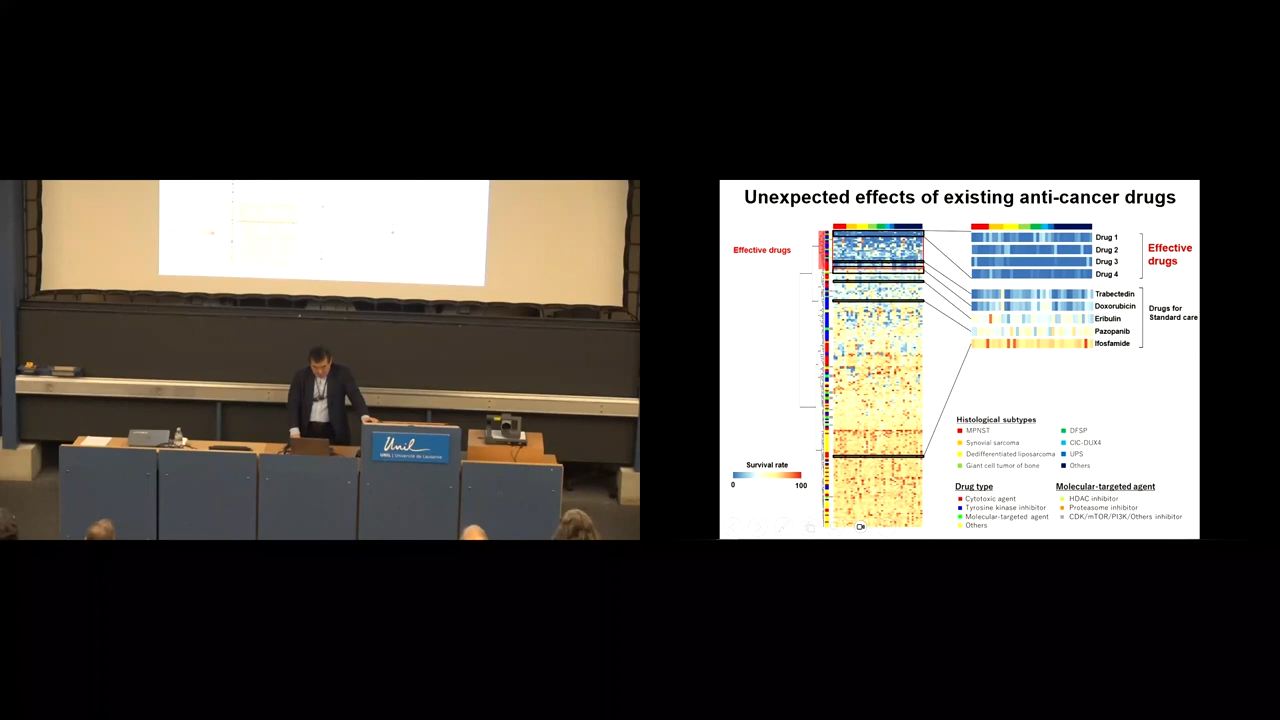 Unil
UNIL | Université de Lausanne
Unexpected effects of existing anti-cancer drugs
Effective drugs
Drug 1
Drug 2
Drug 3
Drug 4
Effective
drugs
Trabectedin
Doxorubicin
Eribulin
Pazopanib
Ifosfamide
Drugs for
Standard care
Survival rate
0 100
Histological subtypes
MPNST
Synovial sarcoma
Dedifferentiated liposarcoma
Giant cell tumor of bone
DFSP
CIC-DUX4
UPS
Others
Drug type
Cytotoxic agent
Tyrosine kinase inhibitor
Molecular-targeted agent
Others
Molecular-targeted agent
HDAC inhibitor
Proteasome inhibitor
CDK/mTOR/PI3K/Others inhibitor